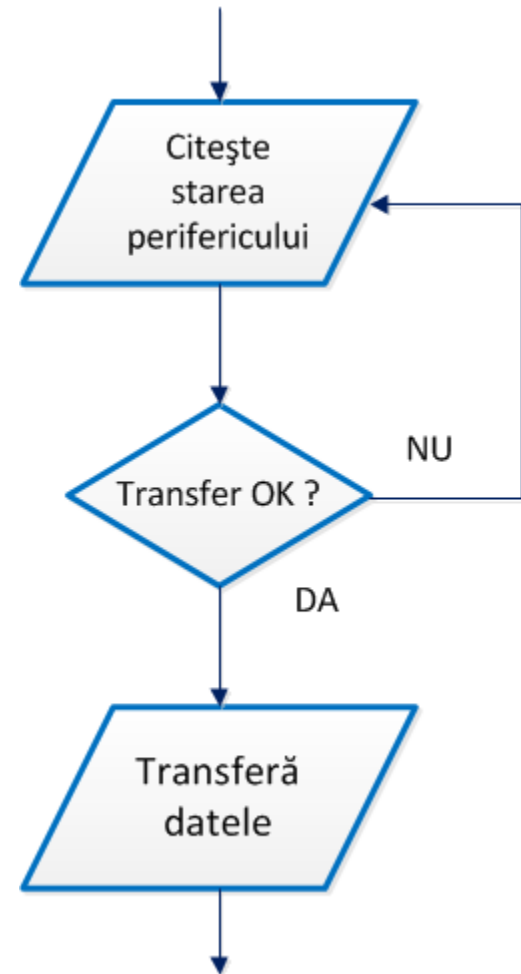 Citeşte
starea
perifericului
Transfer OK ?
NU
DA
Transferă
datele